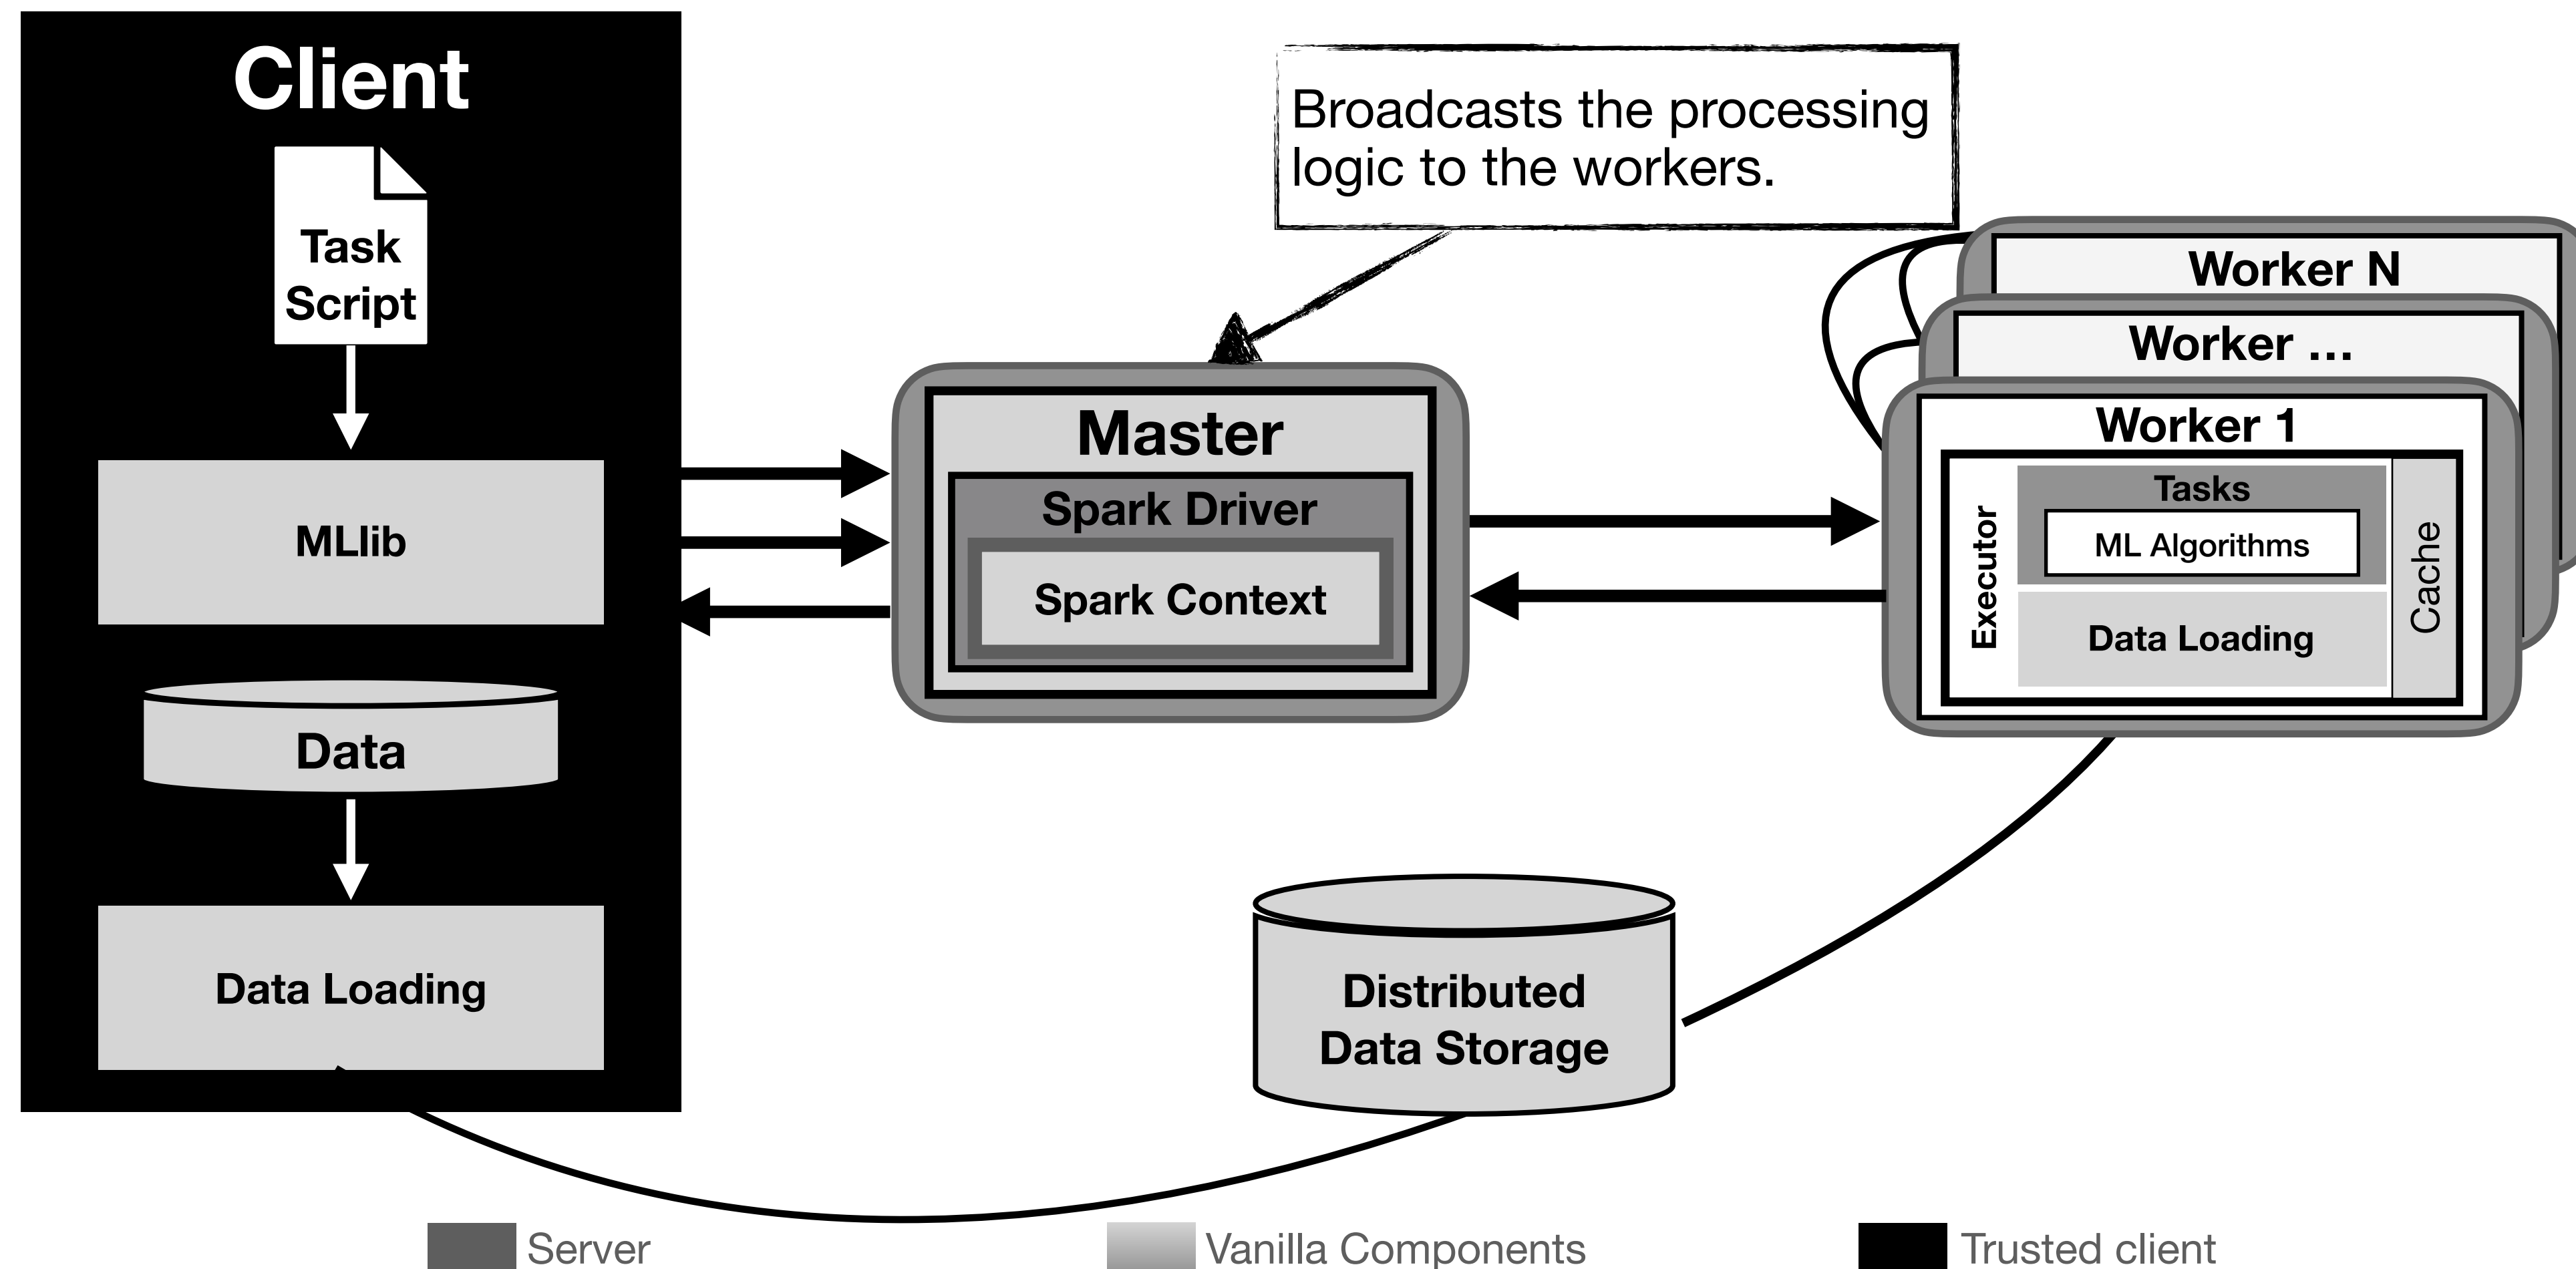 Client
Task
Script
MLlib
Data
Data Loading
Broadcasts the processing
logic to the workers.
Master
Spark Driver
Spark Context
Worker N
Worker ...
Worker 1
Executor
Tasks
ML Algorithms
Data Loading
Cache
Distributed
Data Storage
Server
Vanilla Components
Trusted client